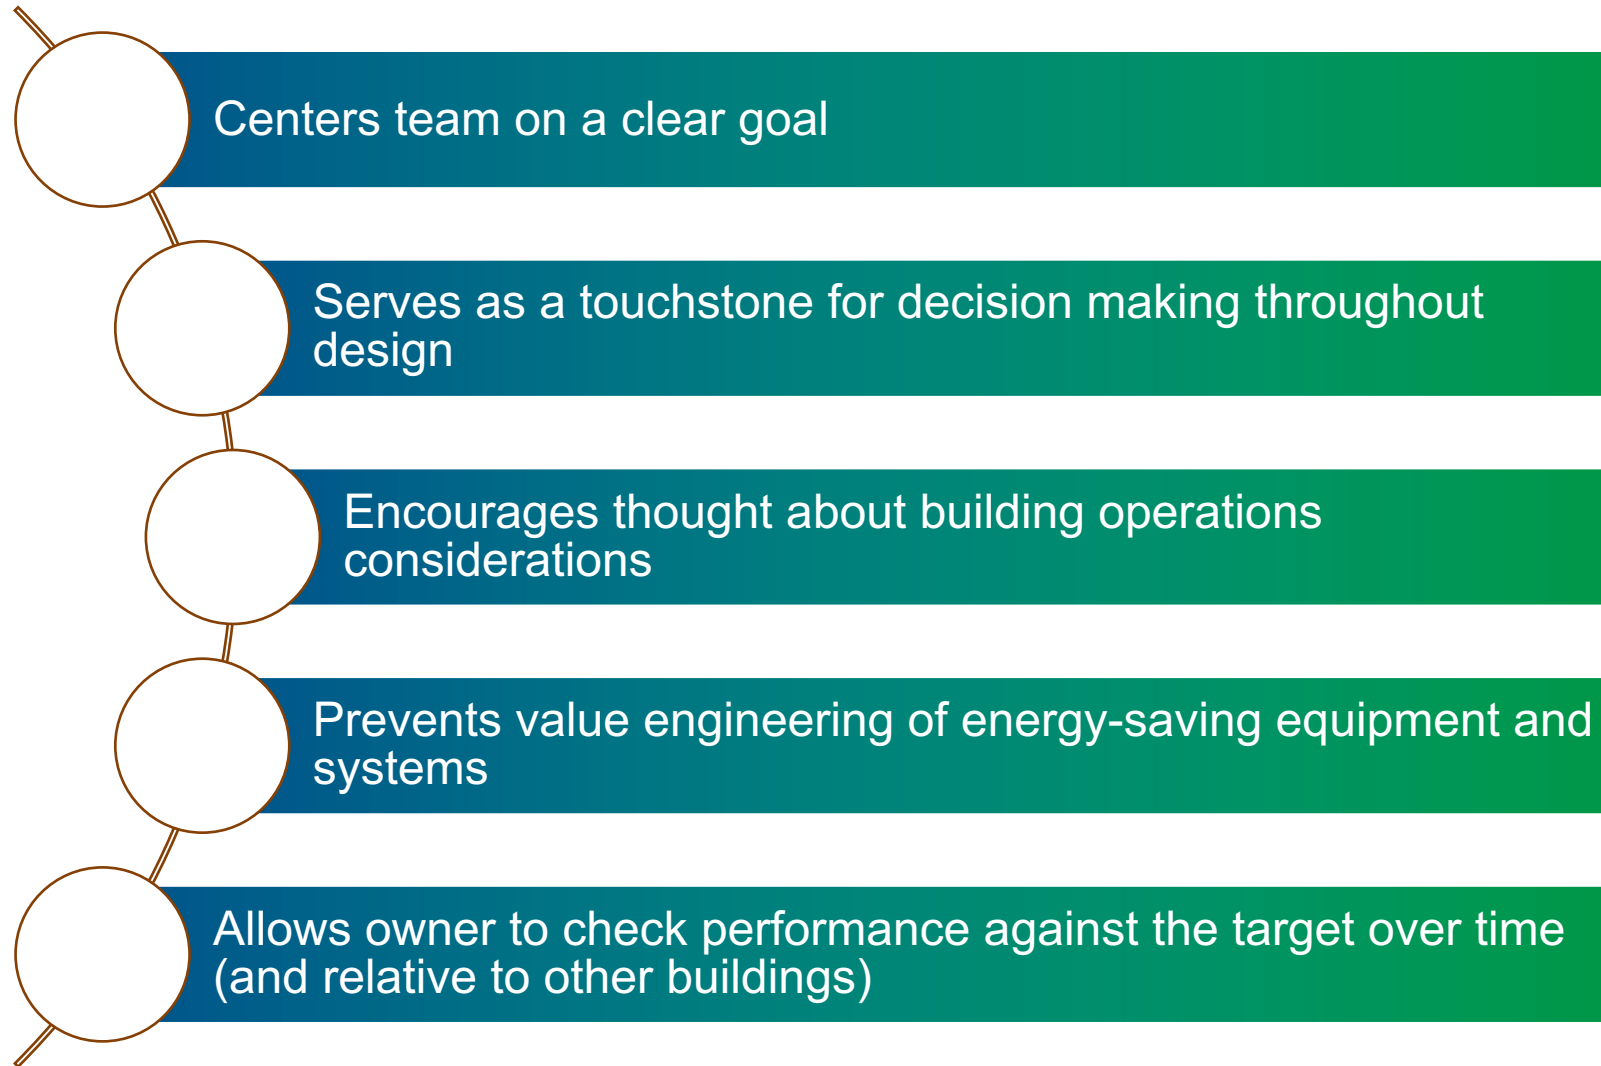 Centers team on a clear goal
Serves as a touchstone for decision making throughout
design
Encourages thought about building operations
considerations
Prevents value engineering of energy-saving equipment and
systems
Allows owner to check performance against the target over time
(and relative to other buildings)